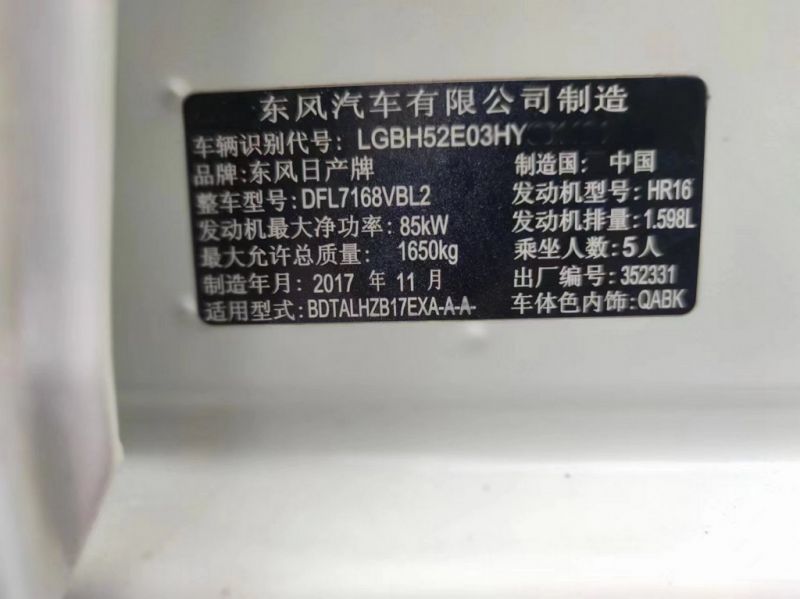 东风汽车有限公司制造
车辆识别代号: LGBH52E03HY
品牌:东风日产牌 制造国: 中国
整车型号: DFL7168VBL2 发动机型号: HR16
发动机最大净功率: 85kW 发动机排量: 1.598L
最大允许总质量: 1650kg 乘坐人数: 5人
制造年月: 2017 年 11 月 出厂编号: 352331
适用型式: BDTALHZB17EXA-A-A- 车体色内饰: QABK